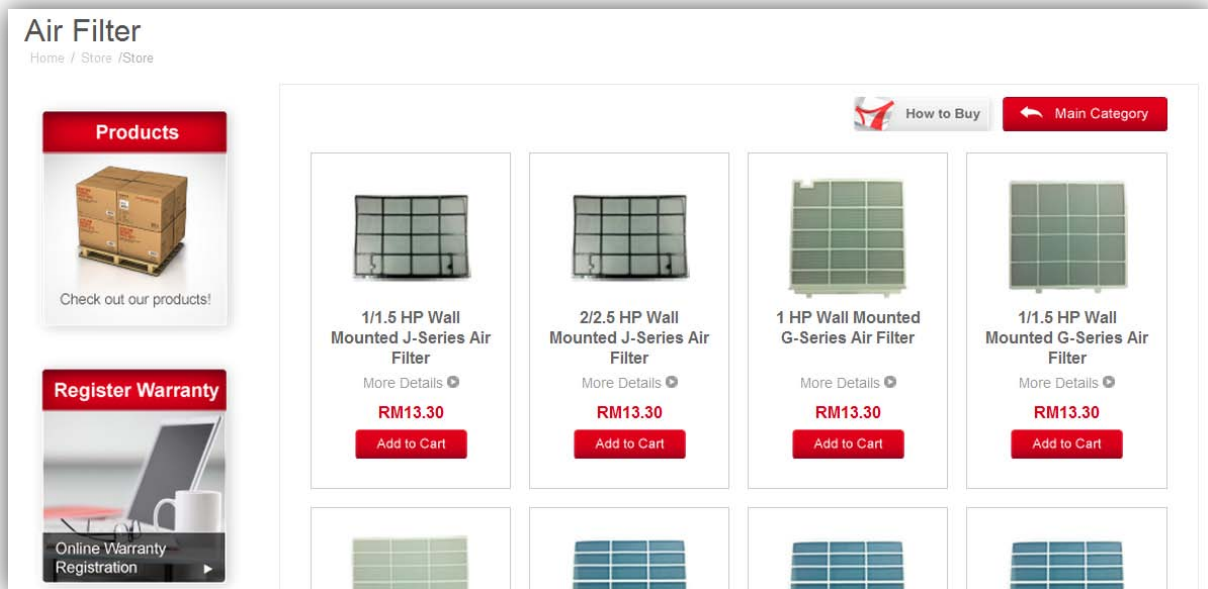 Air Filter
Home / Store /Store
Products
Check out our products!
Register Warranty
Online Warranty
Registration
How to Buy
Main Category
1/1.5 HP Wall
Mounted J-Series Air
Filter
More Details
RM13.30
Add to Cart
2/2.5 HP Wall
Mounted J-Series Air
Filter
More Details
RM13.30
Add to Cart
1 HP Wall Mounted
G-Series Air Filter
More Details
RM13.30
Add to Cart
1/1.5 HP Wall
Mounted G-Series Air
Filter
More Details
RM13.30
Add to Cart